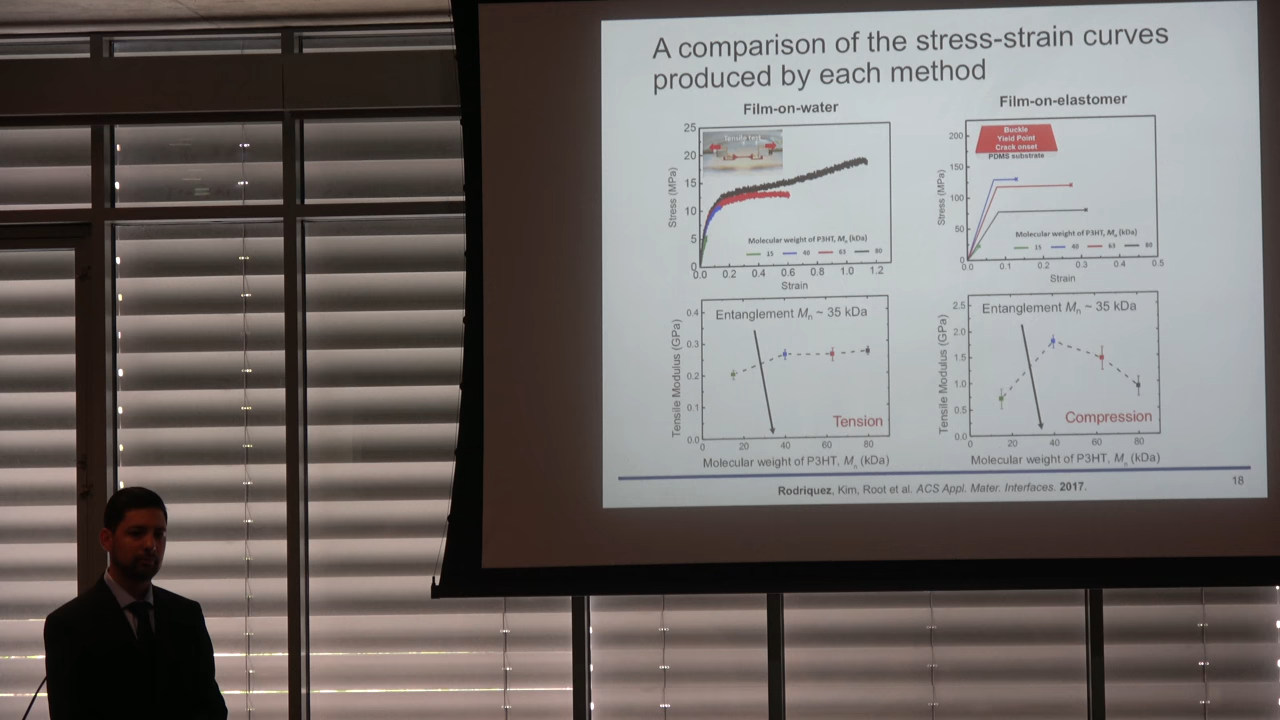 A comparison of the stress-strain curves
produced by each method
Film-on-water
25
20
15
10
5
0
Stress (MPa)
Tensile test
Molecular weight of P3HT, Mn (kDa)
15 40 63 80
0.0 0.2 0.4 0.6 0.8 1.0 1.2
Strain
Film-on-elastomer
200
150
100
50
0
Stress (MPa)
Buckle
Yield Point
Crack onset
PDMS substrate
Molecular weight of P3HT, Mn (kDa)
15 40 63 80
0.0 0.1 0.2 0.3 0.4 0.5
Strain
0.4
0.3
0.2
0.1
0.0
Tensile Modulus (GPa)
Entanglement Mn ~ 35 kDa
Tension
0 20 40 60 80
Molecular weight of P3HT, Mn (kDa)
2.5
2.0
1.5
1.0
0.5
0.0
Tensile Modulus (GPa)
Entanglement Mn ~ 35 kDa
Compression
0 20 40 60 80
Molecular weight of P3HT, Mn (kDa)
Rodriquez, Kim, Root et al. ACS Appl. Mater. Interfaces. 2017.
18